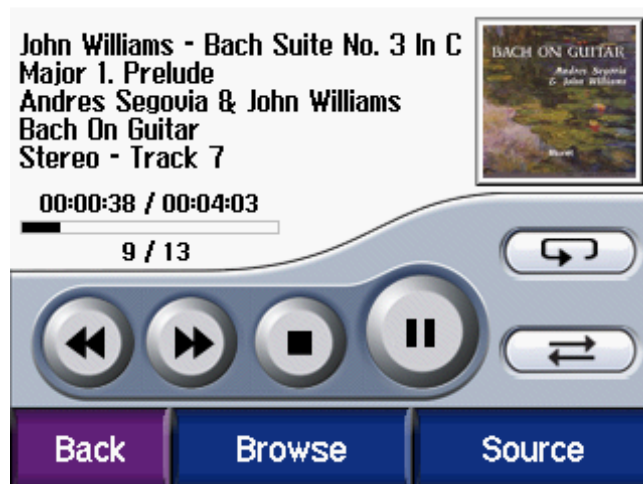 John Williams - Bach Suite No. 3 In C
Major 1. Prelude
Andres Segovia & John Williams
Bach On Guitar
Stereo - Track 7
00:00:38 / 00:04:03
9 / 13
BACH ON GUITAR
Andres Segovia
& John Williams
Back
Browse
Source